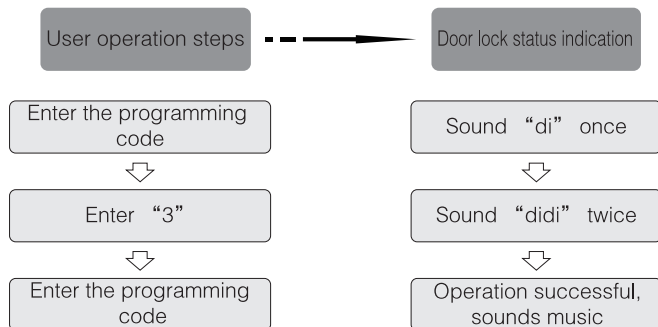 User operation steps
Door lock status indication
Enter the programming
code
Sound “di” once
Enter “3”
Sound “didi” twice
Enter the programming
code
Operation successful,
sounds music